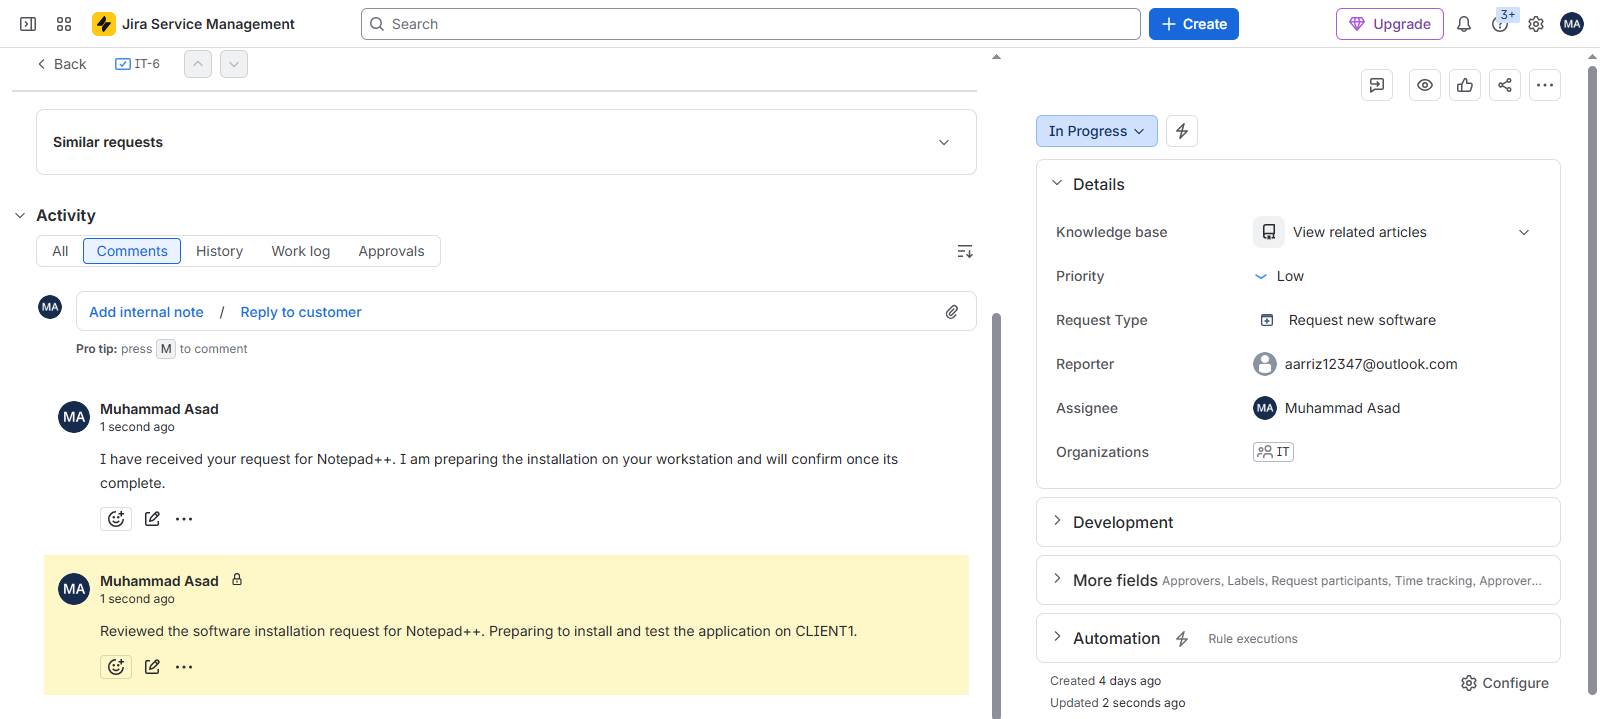 Jira Service Management
Search
Create
Upgrade
3+
MA
Back
IT-6
Similar requests
Activity
All
Comments
History
Work log
Approvals
MA
Add internal note / Reply to customer
Pro tip: press M to comment
MA
Muhammad Asad
1 second ago
I have received your request for Notepad++. I am preparing the installation on your workstation and will confirm once its
complete.
MA
Muhammad Asad
1 second ago
Reviewed the software installation request for Notepad++. Preparing to install and test the application on CLIENT1.
In Progress
Details
Knowledge base
View related articles
Priority
Low
Request Type
Request new software
Reporter
aarriz12347@outlook.com
Assignee
MA
Muhammad Asad
Organizations
IT
Development
More fields Approvers, Labels, Request participants, Time tracking, Approver...
Automation
Rule executions
Created 4 days ago
Updated 2 seconds ago
Configure